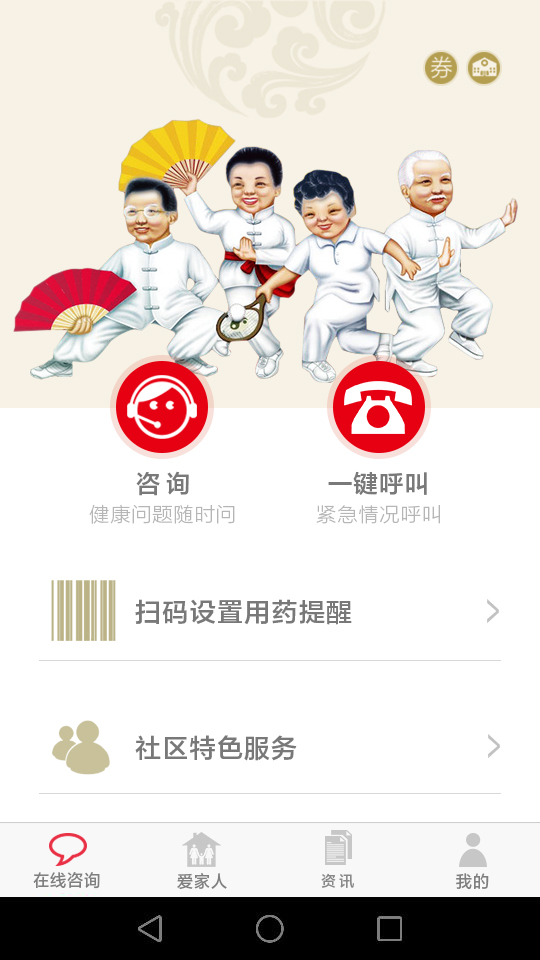 券
咨询
一键呼叫
健康问题随时问
紧急情况呼叫
扫码设置用药提醒
社区特色服务
在线咨询
爱家人
资讯
我的